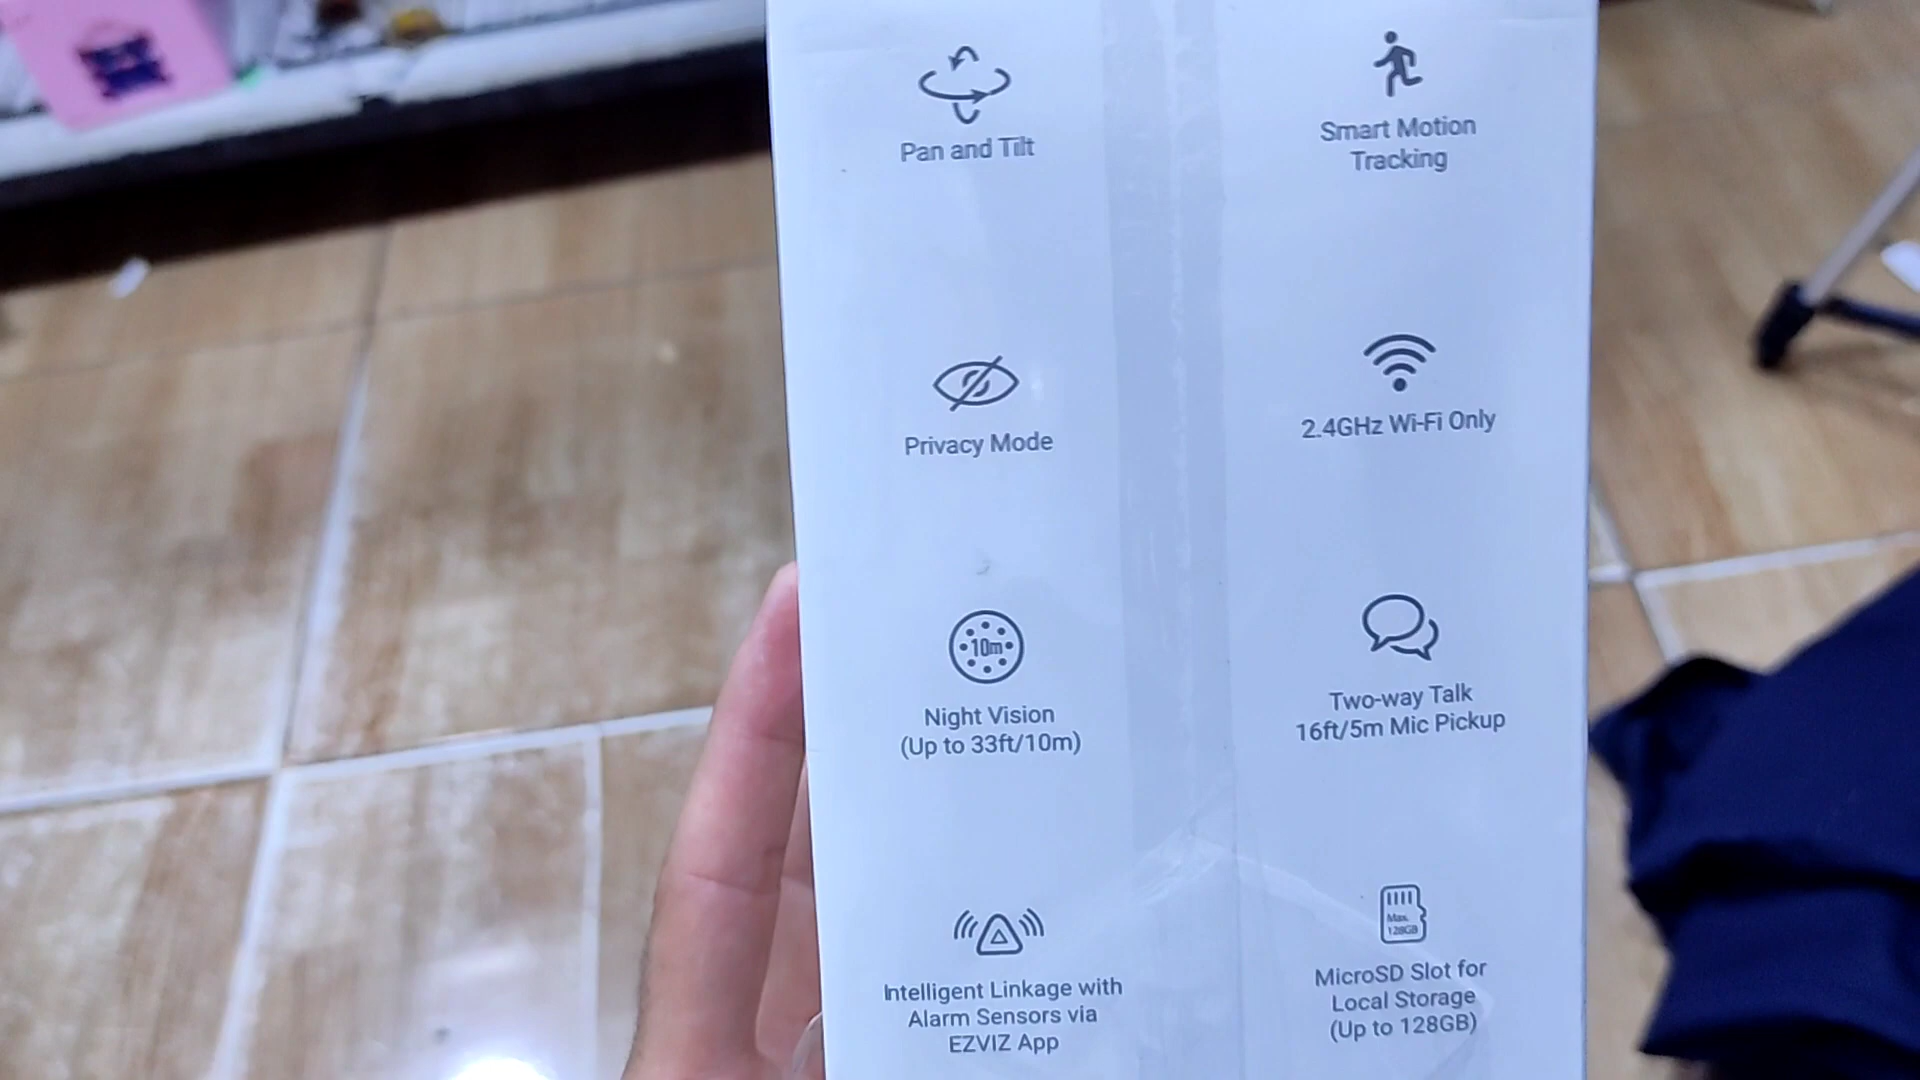 Pan and Tilt
Smart Motion
Tracking
Privacy Mode
2.4GHz Wi-Fi Only
10m
Night Vision
(Up to 33ft/10m)
Two-way Talk
16ft/5m Mic Pickup
Intelligent Linkage with
Alarm Sensors via
EZVIZ App
Max.
128GB
MicroSD Slot for
Local Storage
(Up to 128GB)